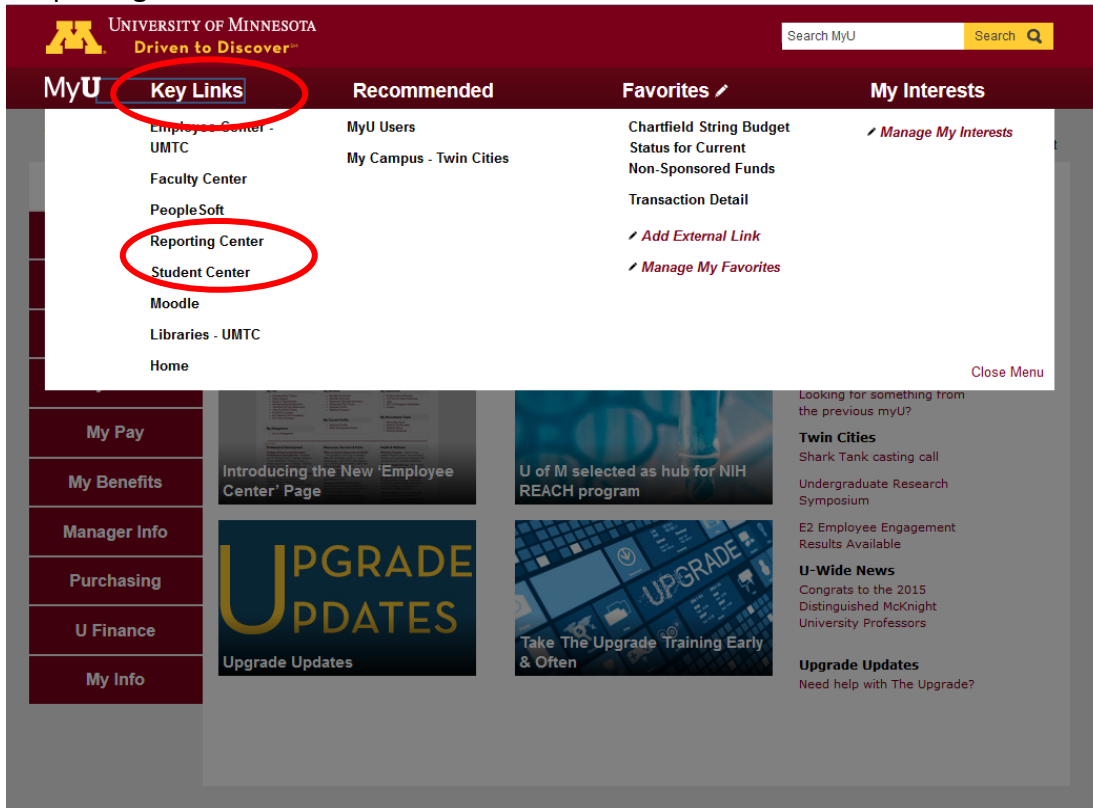 UNIVERSITY OF MINNESOTA
Driven to Discover℠
Search MyU
Search
MyU
Key Links
Recommended
Favorites
My Interests
Employee Center -
UMTC
Faculty Center
PeopleSoft
Reporting Center
Student Center
Moodle
Libraries - UMTC
Home
MyU Users
My Campus - Twin Cities
Chartfield String Budget
Status for Current
Non-Sponsored Funds
Transaction Detail
Add External Link
Manage My Favorites
Manage My Interests
Close Menu
My Pay
My Benefits
Manager Info
Purchasing
U Finance
My Info
Introducing the New 'Employee
Center' Page
U of M selected as hub for NIH
REACH program
UPGRADE
UPDATES
Upgrade Updates
UPGRADE
Take The Upgrade Training Early
& Often
Looking for something from
the previous myU?
Twin Cities
Shark Tank casting call
Undergraduate Research
Symposium
E2 Employee Engagement
Results Available
U-Wide News
Congrats to the 2015
Distinguished McKnight
University Professors
Upgrade Updates
Need help with The Upgrade?